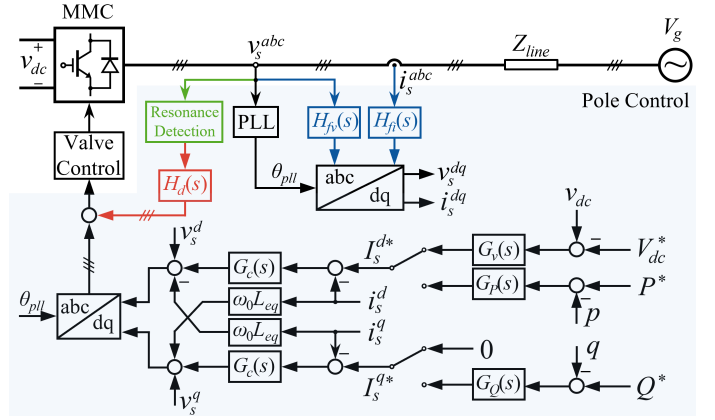 MMC
v_dc + −
v_s^abc
i_s^abc
Z_line
V_g
Pole Control
Resonance
Detection
PLL
H_fv(s)
H_fi(s)
Valve
Control
H_d(s)
θ_pll
abc
dq
v_s^dq
i_s^dq
v_s^d
G_c(s)
−
−
I_s^d*
G_v(s)
v_dc
−
V_dc^*
G_P(s)
P^*
−
p
ω_0L_eq
i_s^d
θ_pll
abc
dq
ω_0L_eq
i_s^q
−
−
0
q
G_c(s)
I_s^q*
G_Q(s)
−
Q^*
v_s^q